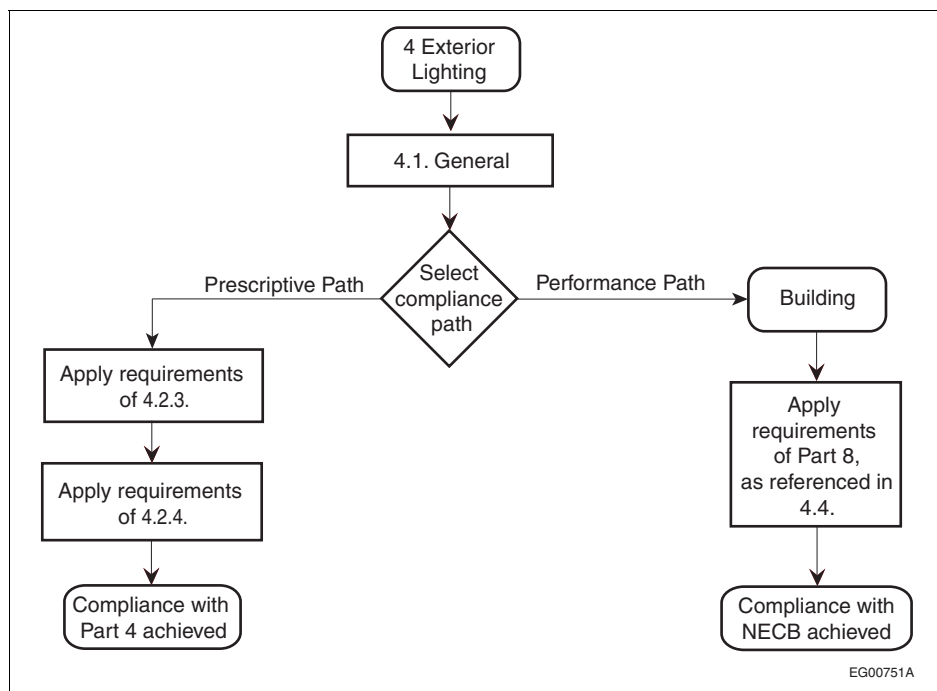 4 Exterior
Lighting
4.1. General
Select
compliance
path
Prescriptive Path
Performance Path
Apply requirements
of 4.2.3.
Apply requirements
of 4.2.4.
Compliance with
Part 4 achieved
Building
Apply
requirements
of Part 8,
as referenced in
4.4.
Compliance with
NECB achieved
EG00751A